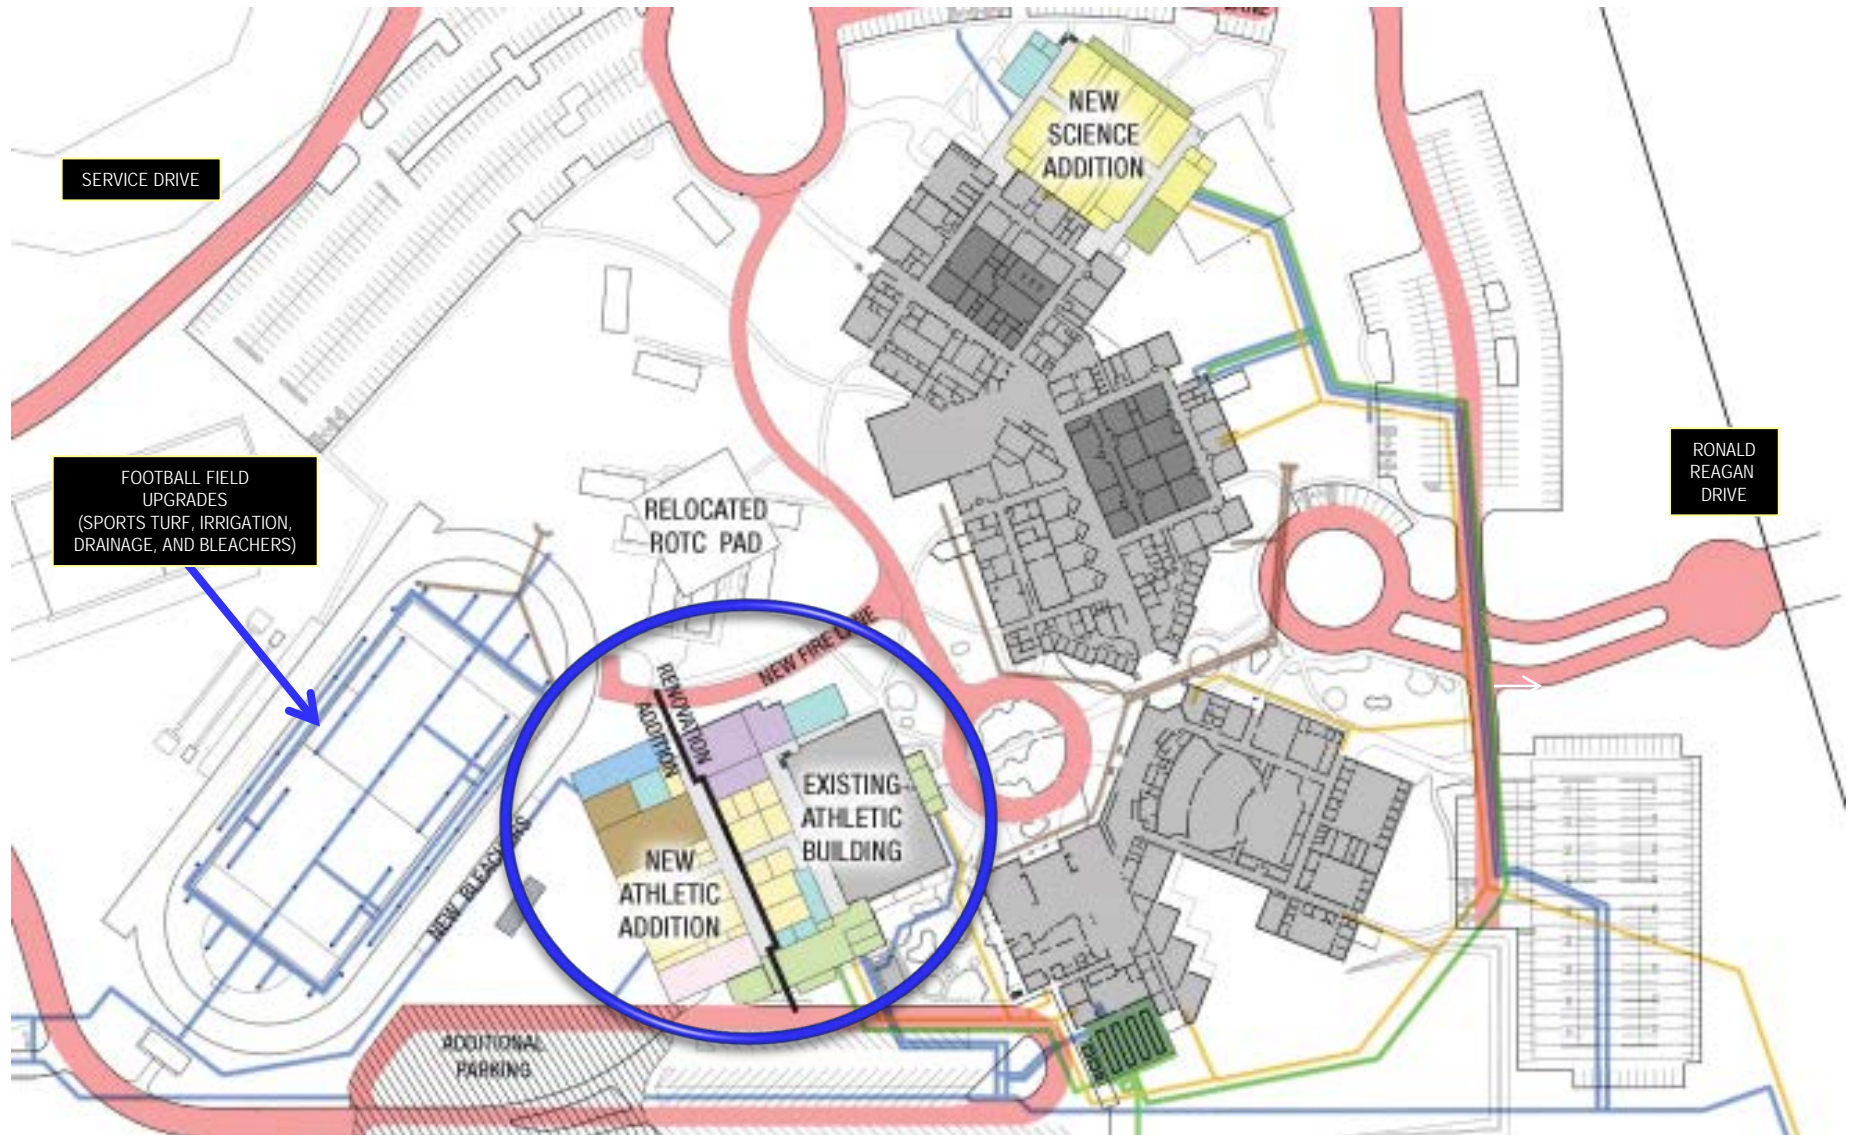 NEW
SCIENCE
ADDITION
SERVICE DRIVE
FOOTBALL FIELD
UPGRADES
(SPORTS TURF, IRRIGATION,
DRAINAGE, AND BLEACHERS)
RONALD
REAGAN
DRIVE
RELOCATED
ROTC PAD
NEW FIRE LANE
RENOVATION
ADDITION
EXISTING
ATHLETIC
BUILDING
NEW
ATHLETIC
ADDITION
NEW BLEACHERS
ADDITIONAL
PARKING